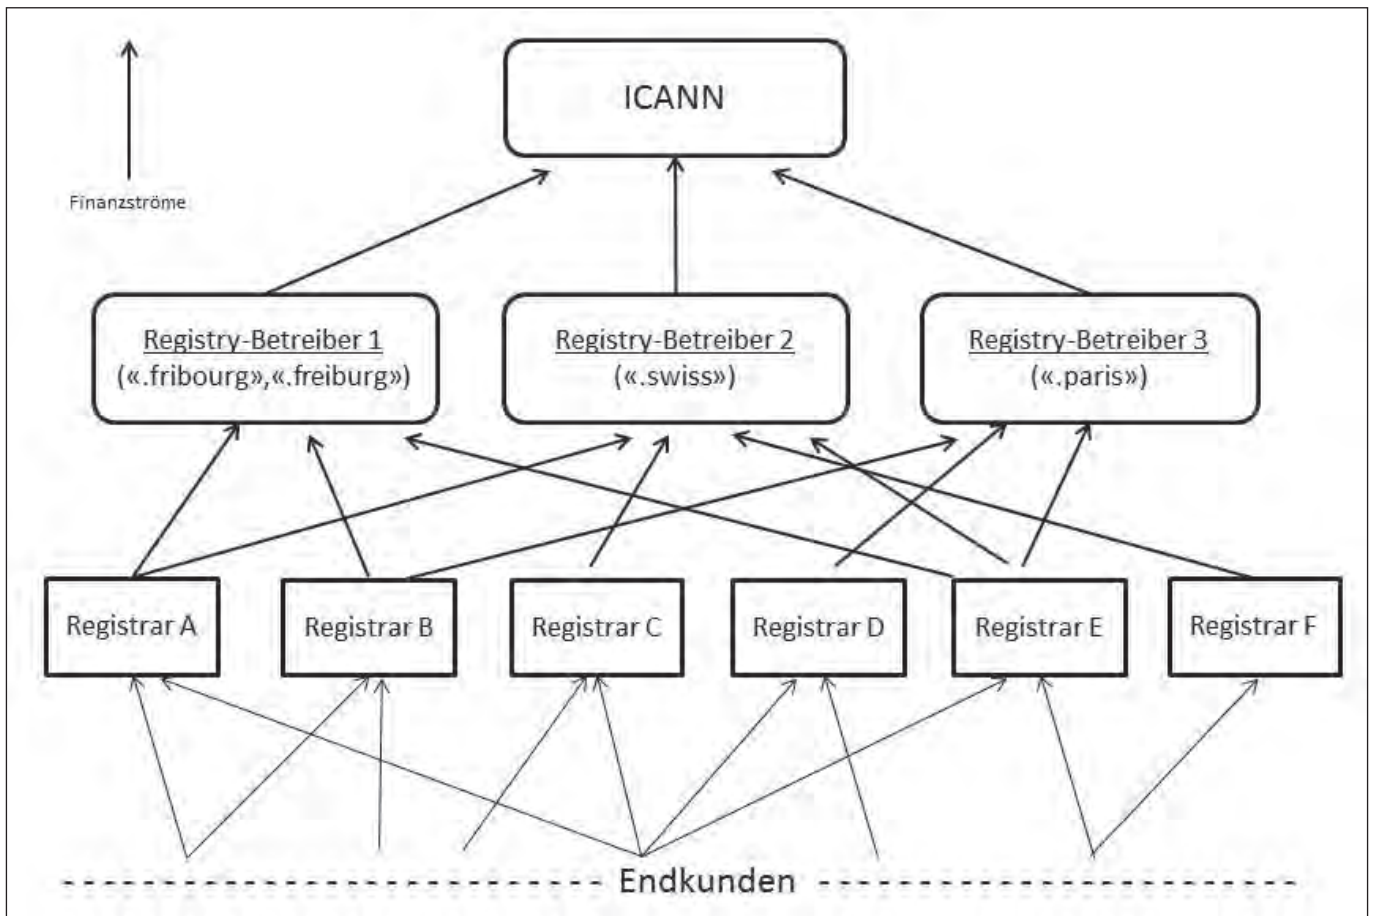 ICANN
Finanzströme
Registry-Betreiber 1
(«.fribourg»,«.freiburg»)
Registry-Betreiber 2
(«.swiss»)
Registry-Betreiber 3
(«.paris»)
Registrar A
Registrar B
Registrar C
Registrar D
Registrar E
Registrar F
Endkunden